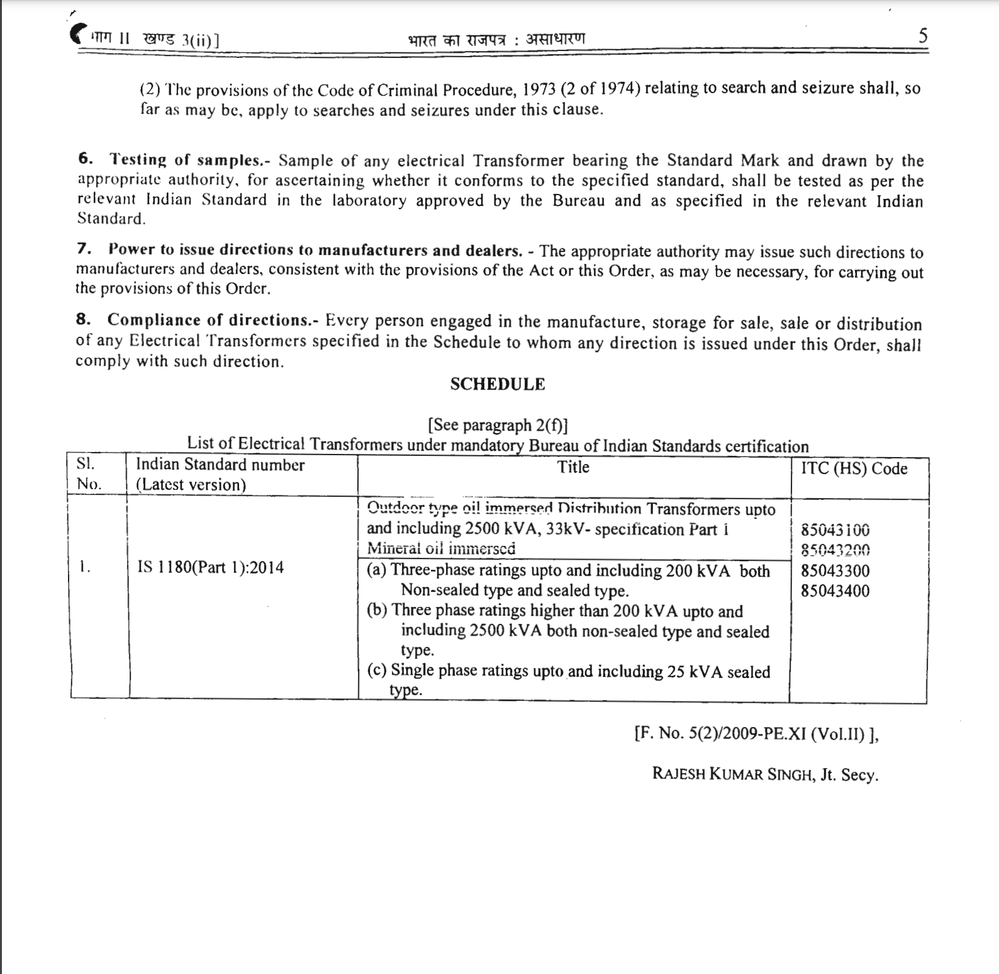 भाग II खण्ड 3(ii)]
भारत का राजपत्र : असाधारण
5
(2) The provisions of the Code of Criminal Procedure, 1973 (2 of 1974) relating to search and seizure shall, so
far as may be, apply to searches and seizures under this clause.
6. Testing of samples.- Sample of any electrical Transformer bearing the Standard Mark and drawn by the
appropriate authority, for ascertaining whether it conforms to the specified standard, shall be tested as per the
relevant Indian Standard in the laboratory approved by the Bureau and as specified in the relevant Indian
Standard.
7. Power to issue directions to manufacturers and dealers. - The appropriate authority may issue such directions to
manufacturers and dealers, consistent with the provisions of the Act or this Order, as may be necessary, for carrying out
the provisions of this Order.
8. Compliance of directions.- Every person engaged in the manufacture, storage for sale, sale or distribution
of any Electrical Transformers specified in the Schedule to whom any direction is issued under this Order, shall
comply with such direction.
SCHEDULE
[See paragraph 2(f)]
List of Electrical Transformers under mandatory Bureau of Indian Standards certification
Sl.
No.
Indian Standard number
(Latest version)
Title
ITC (HS) Code
1.
IS 1180(Part 1):2014
Outdoor type oil immersed Distribution Transformers upto
and including 2500 kVA, 33kV- specification Part 1
Mineral oil immersed
(a) Three-phase ratings upto and including 200 kVA both
Non-sealed type and sealed type.
(b) Three phase ratings higher than 200 kVA upto and
including 2500 kVA both non-sealed type and sealed
type.
(c) Single phase ratings upto and including 25 kVA sealed
type.
85043100
85043200
85043300
85043400
[F. No. 5(2)/2009-PE.XI (Vol.II) ],
RAJESH KUMAR SINGH, Jt. Secy.